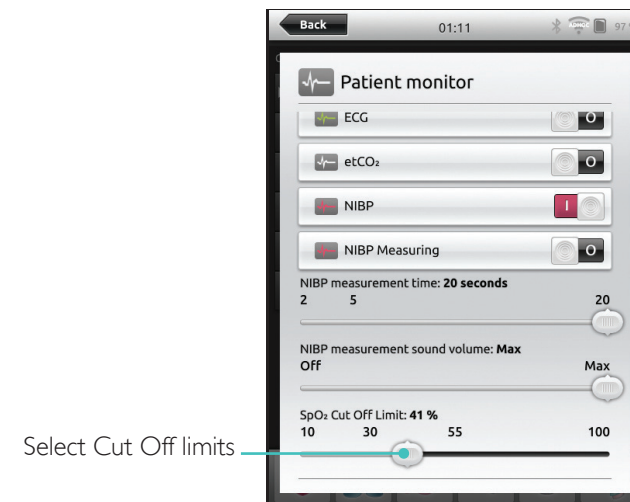 Back 01:11 97
Patient monitor
ECG O
etCO₂ O
NIBP I
NIBP Measuring O
NIBP measurement time: 20 seconds
2 5 20
NIBP measurement sound volume: Max
Off Max
SpO₂ Cut Off Limit: 41 %
10 30 55 100
Select Cut Off limits